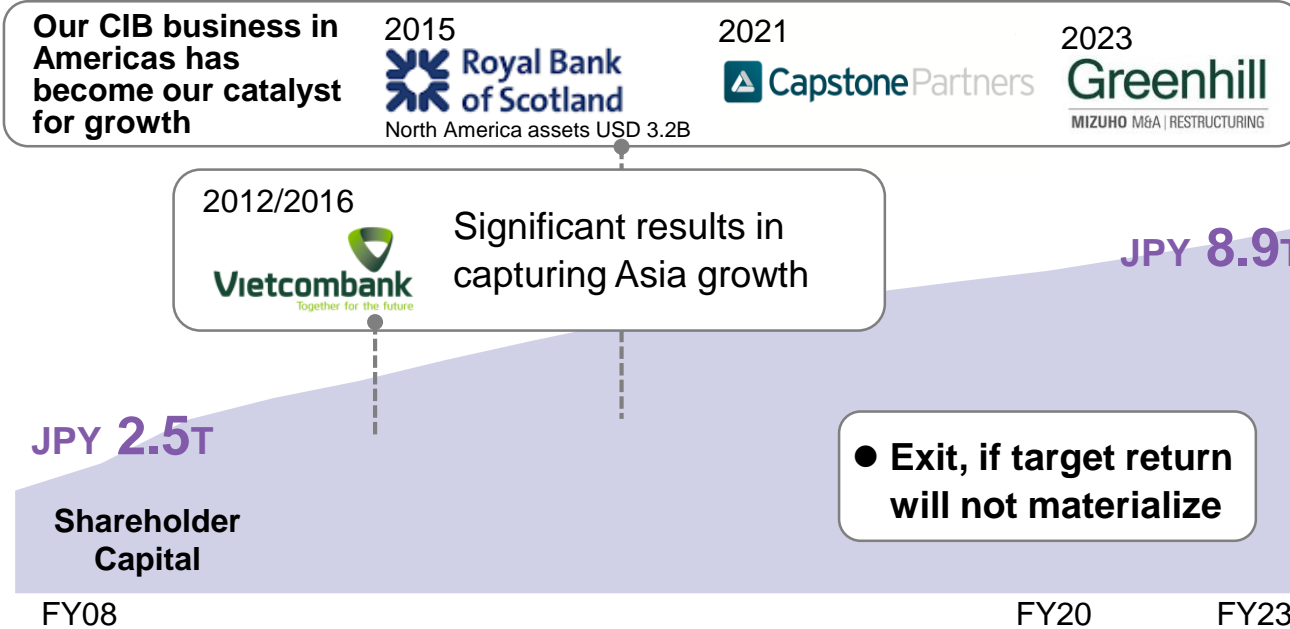 Our CIB business in
Americas has
become our catalyst
for growth
2015
Royal Bank
of Scotland
North America assets USD 3.2B
2021
Capstone Partners
2023
Greenhill
MIZUHO M&A | RESTRUCTURING
2012/2016
Vietcombank
Together for the future
Significant results in
capturing Asia growth
JPY 8.9T
JPY 2.5T
Exit, if target return
will not materialize
Shareholder
Capital
FY08
FY20
FY23